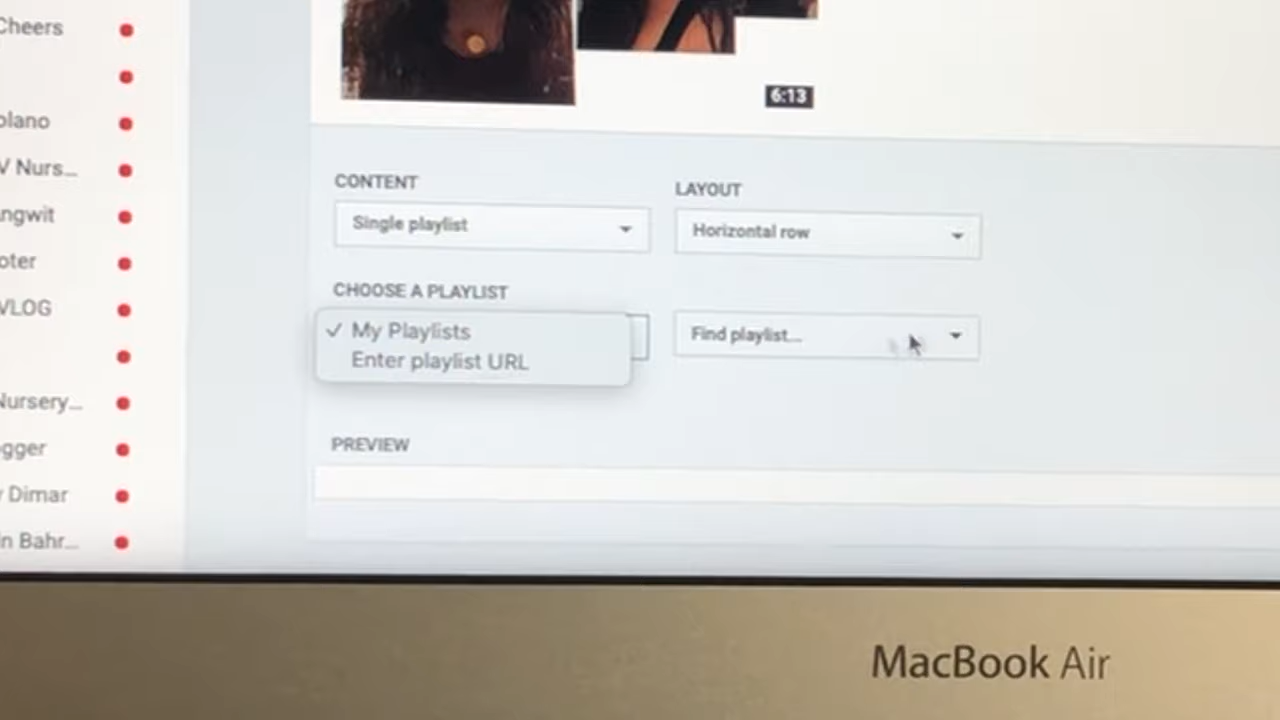 Cheers
olano
V Nurs...
ngwit
oter
VLOG
Nursery...
gger
Dimar
in Bahr...
6:13
CONTENT
LAYOUT
Single playlist
Horizontal row
CHOOSE A PLAYLIST
✓ My Playlists
Enter playlist URL
Find playlist...
PREVIEW
MacBook Air